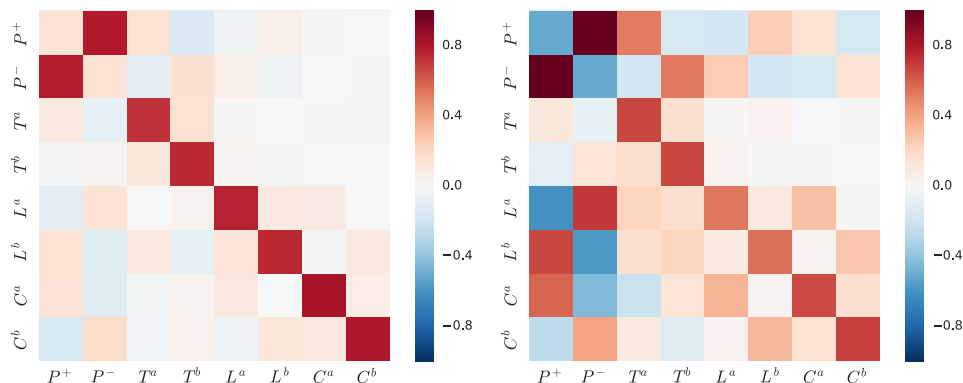 P⁺ P⁻ Tᵃ Tᵇ Lᵃ Lᵇ Cᵃ Cᵇ
0.8 0.4 0.0 −0.4 −0.8
P⁺ P⁻ Tᵃ Tᵇ Lᵃ Lᵇ Cᵃ Cᵇ
P⁺ P⁻ Tᵃ Tᵇ Lᵃ Lᵇ Cᵃ Cᵇ
0.8 0.4 0.0 −0.4 −0.8
P⁺ P⁻ Tᵃ Tᵇ Lᵃ Lᵇ Cᵃ Cᵇ